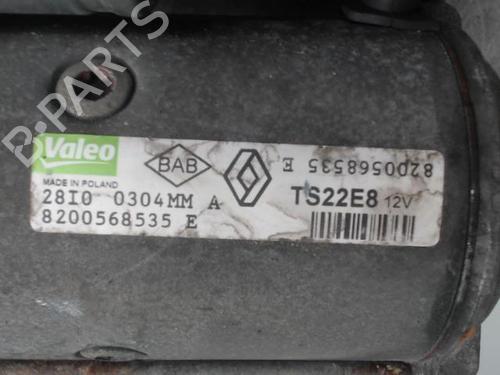 B-PARTS
Valeo
BAB
MADE IN POLAND
28I0 0304MM A
8200568535 E
TS22E8 12V
8200568535 E